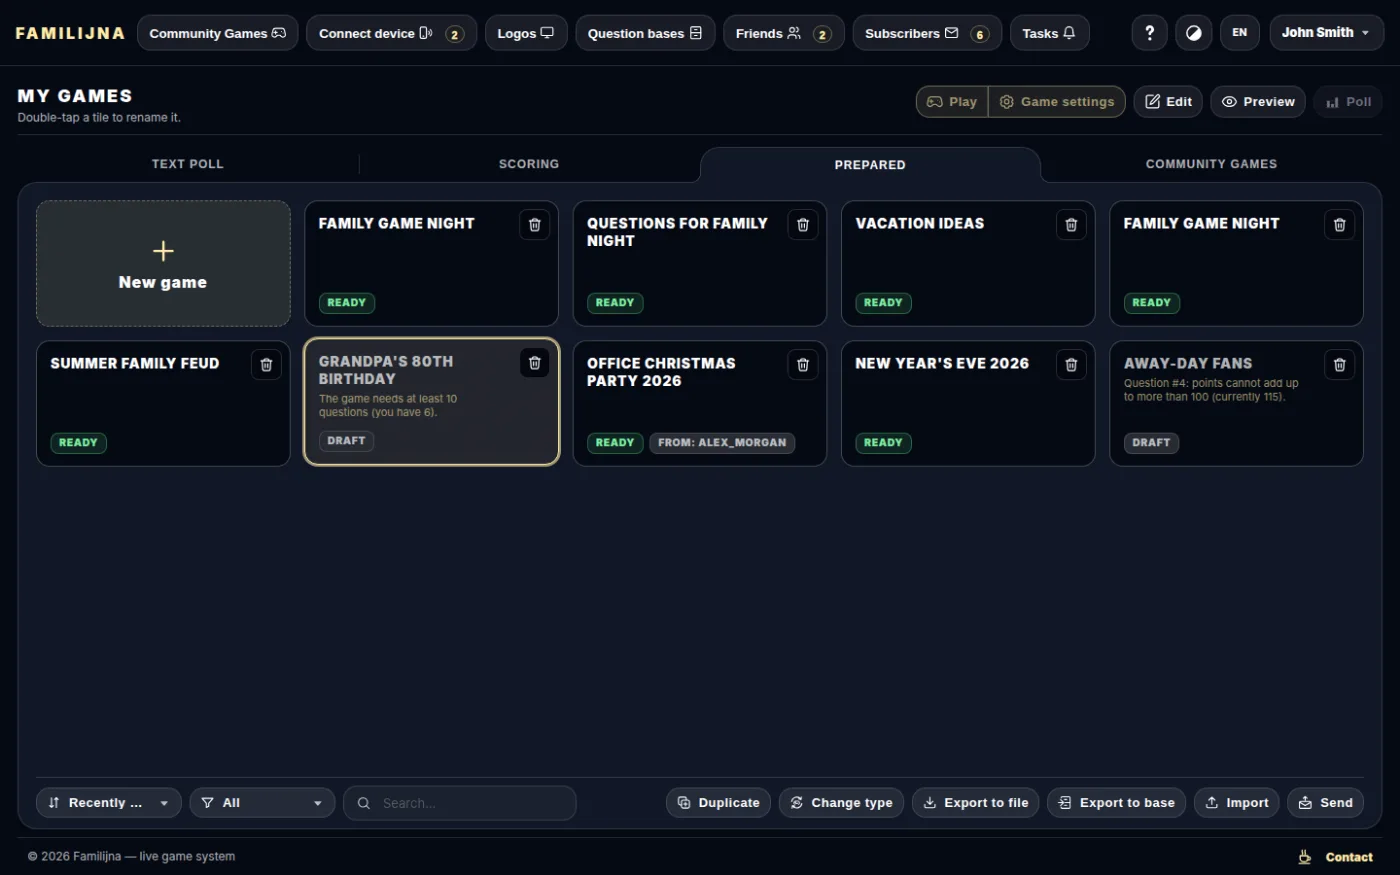 FAMILIJNA
Community Games
Connect device 2
Logos
Question bases
Friends 2
Subscribers 6
Tasks
?
EN
John Smith
MY GAMES
Double-tap a tile to rename it.
Play
Game settings
Edit
Preview
Poll
TEXT POLL
SCORING
PREPARED
COMMUNITY GAMES
New game
FAMILY GAME NIGHT
READY
QUESTIONS FOR FAMILY
NIGHT
READY
VACATION IDEAS
READY
FAMILY GAME NIGHT
READY
SUMMER FAMILY FEUD
READY
GRANDPA'S 80TH
BIRTHDAY
The game needs at least 10
questions (you have 6).
DRAFT
OFFICE CHRISTMAS
PARTY 2026
READY
FROM: ALEX_MORGAN
NEW YEAR'S EVE 2026
READY
AWAY-DAY FANS
Question #4: points cannot add up
to more than 100 (currently 115).
DRAFT
Recently ...
All
Search...
Duplicate
Change type
Export to file
Export to base
Import
Send
© 2026 Familijna — live game system
Contact